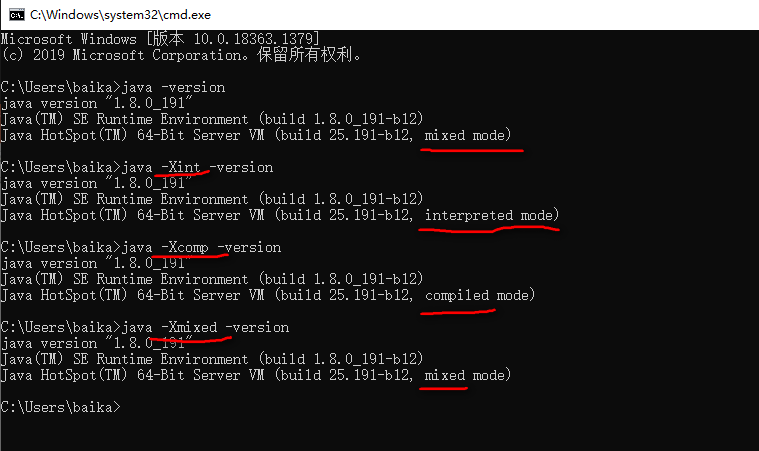 C:\Windows\system32\cmd.exe
Microsoft Windows [版本 10.0.18363.1379]
(c) 2019 Microsoft Corporation。保留所有权利。
C:\Users\baika>java -version
java version "1.8.0_191"
Java(TM) SE Runtime Environment (build 1.8.0_191-b12)
Java HotSpot(TM) 64-Bit Server VM (build 25.191-b12, mixed mode)
C:\Users\baika>java -Xint -version
java version "1.8.0_191"
Java(TM) SE Runtime Environment (build 1.8.0_191-b12)
Java HotSpot(TM) 64-Bit Server VM (build 25.191-b12, interpreted mode)
C:\Users\baika>java -Xcomp -version
java version "1.8.0_191"
Java(TM) SE Runtime Environment (build 1.8.0_191-b12)
Java HotSpot(TM) 64-Bit Server VM (build 25.191-b12, compiled mode)
C:\Users\baika>java -Xmixed -version
java version "1.8.0_191"
Java(TM) SE Runtime Environment (build 1.8.0_191-b12)
Java HotSpot(TM) 64-Bit Server VM (build 25.191-b12, mixed mode)
C:\Users\baika>